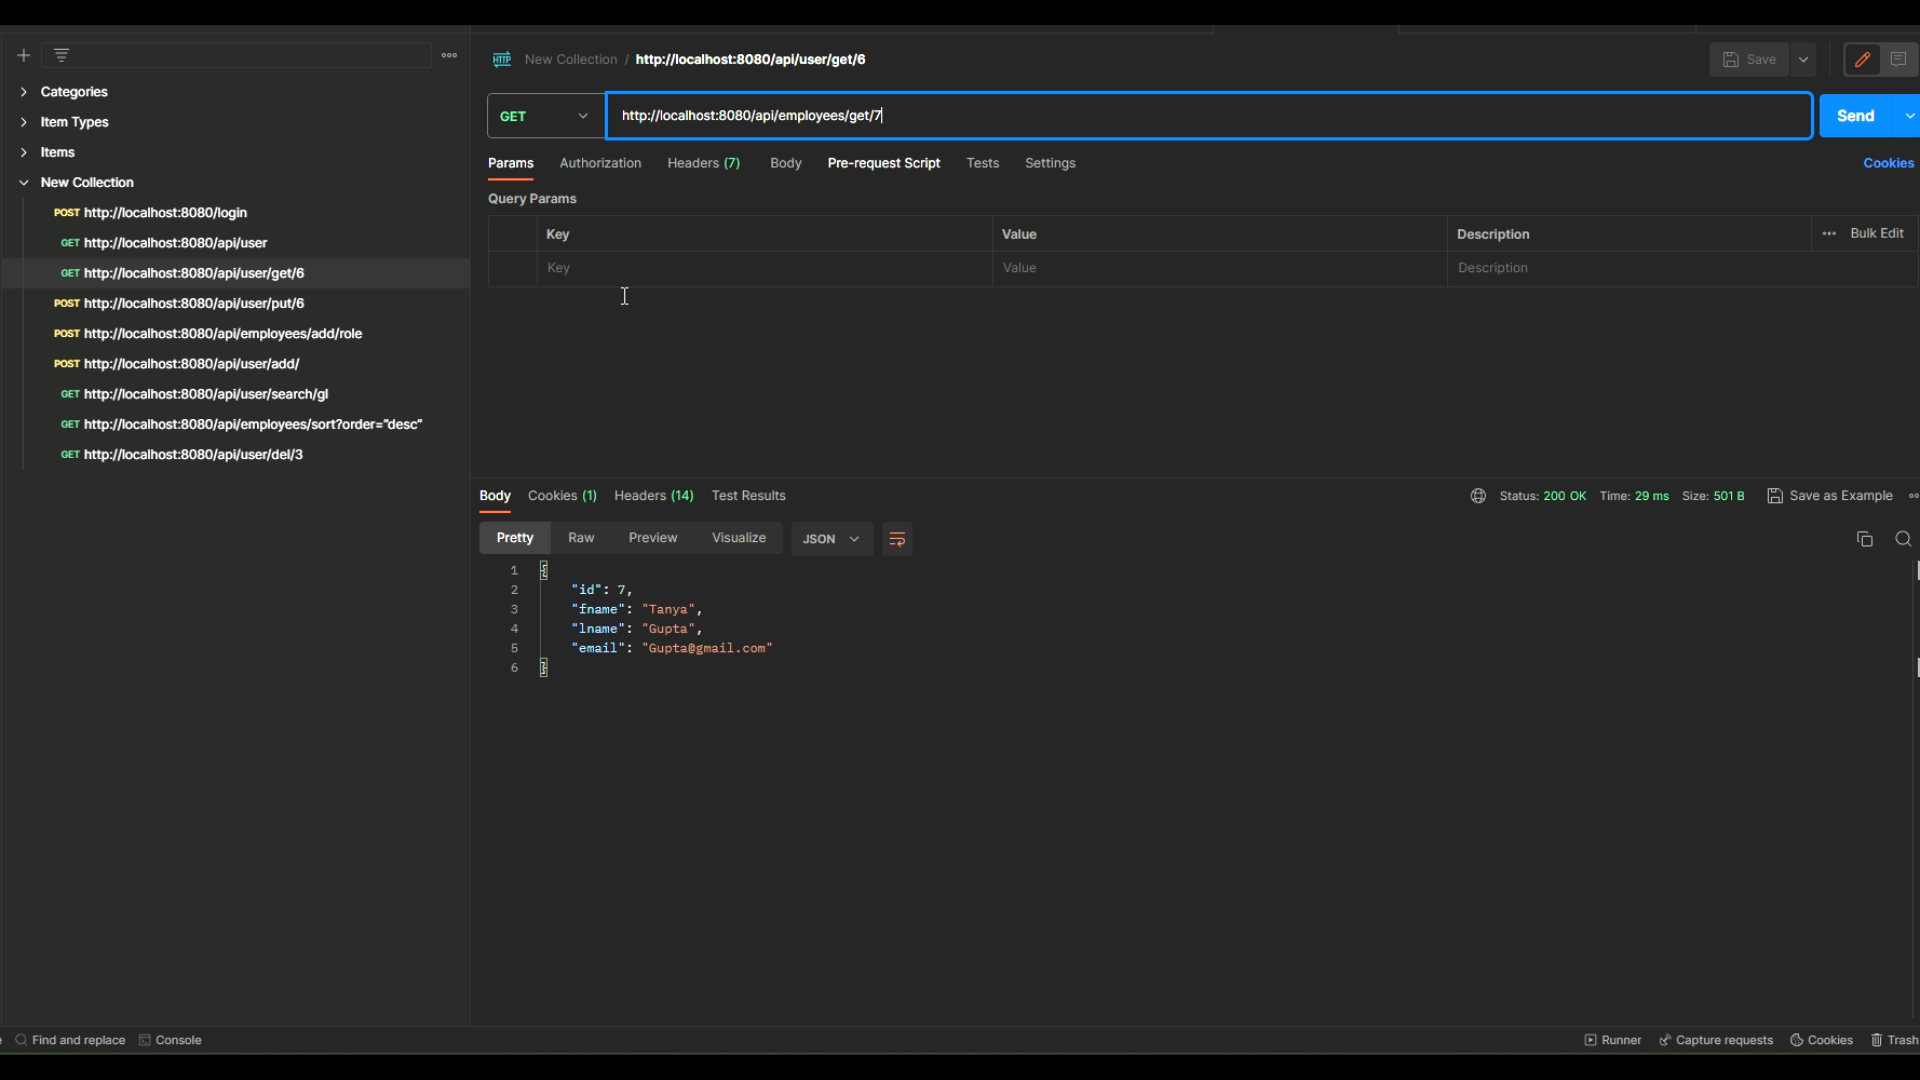 New Collection / http://localhost:8080/api/user/get/6
Save
Categories
Item Types
Items
New Collection
POST http://localhost:8080/login
GET http://localhost:8080/api/user
GET http://localhost:8080/api/user/get/6
POST http://localhost:8080/api/user/put/6
POST http://localhost:8080/api/employees/add/role
POST http://localhost:8080/api/user/add/
GET http://localhost:8080/api/user/search/gl
GET http://localhost:8080/api/employees/sort?order="desc"
GET http://localhost:8080/api/user/del/3
GET http://localhost:8080/api/employees/get/7 Send
Params Authorization Headers (7) Body Pre-request Script Tests Settings Cookies
Query Params
Key Value Description Bulk Edit
Key Value Description
Body Cookies (1) Headers (14) Test Results Status: 200 OK Time: 29 ms Size: 501 B Save as Example
Pretty Raw Preview Visualize JSON
1 {
2 "id": 7,
3 "fname": "Tanya",
4 "lname": "Gupta",
5 "email": "Gupta@gmail.com"
6 }
Find and replace Console Runner Capture requests Cookies Trash